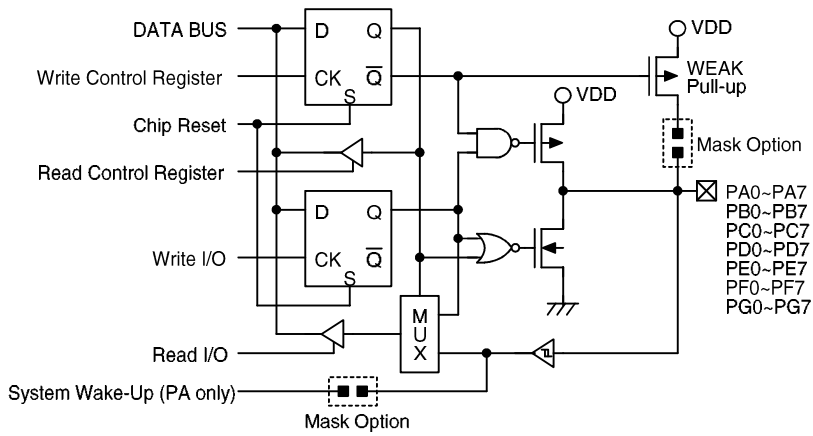 DATA BUS
Write Control Register
Chip Reset
Read Control Register
Write I/O
Read I/O
System Wake-Up (PA only)
Mask Option
D Q
CK Q
S
D Q
CK Q
S
M
U
X
VDD
VDD
WEAK
Pull-up
Mask Option
PA0~PA7
PB0~PB7
PC0~PC7
PD0~PD7
PE0~PE7
PF0~PF7
PG0~PG7